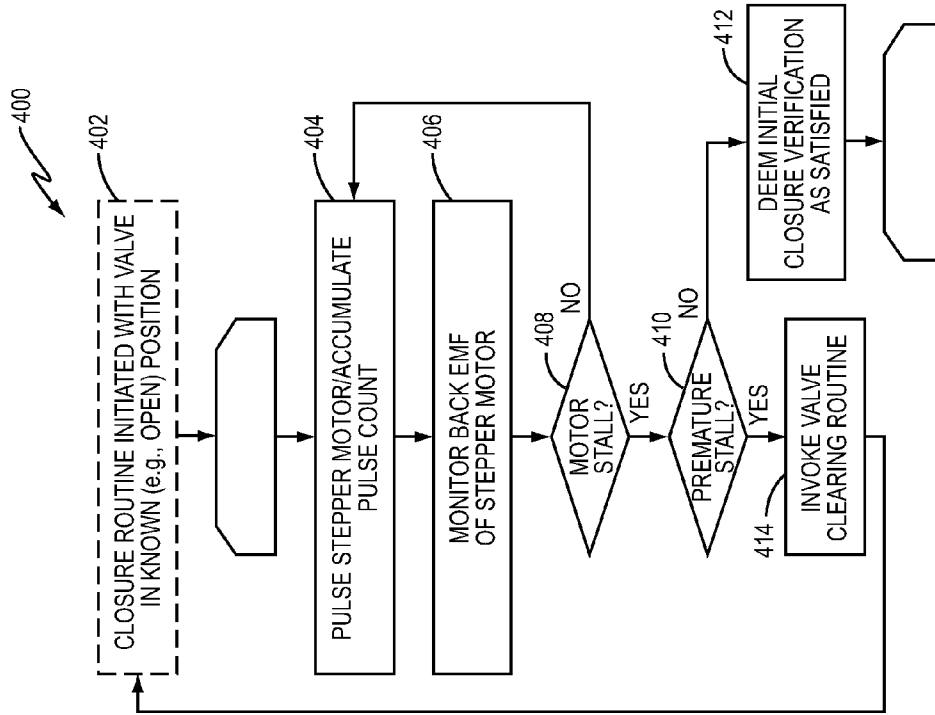 400
402
CLOSURE ROUTINE INITIATED WITH VALVE
IN KNOWN (e.g., OPEN) POSITION
404
PULSE STEPPER MOTOR/ACCUMULATE
PULSE COUNT
406
MONITOR BACK EMF
OF STEPPER MOTOR
408
MOTOR
STALL?
NO
YES
410
PREMATURE
STALL?
NO
YES
412
DEEM INITIAL
CLOSURE VERIFICATION
AS SATISFIED
414
INVOKE VALVE
CLEARING ROUTINE